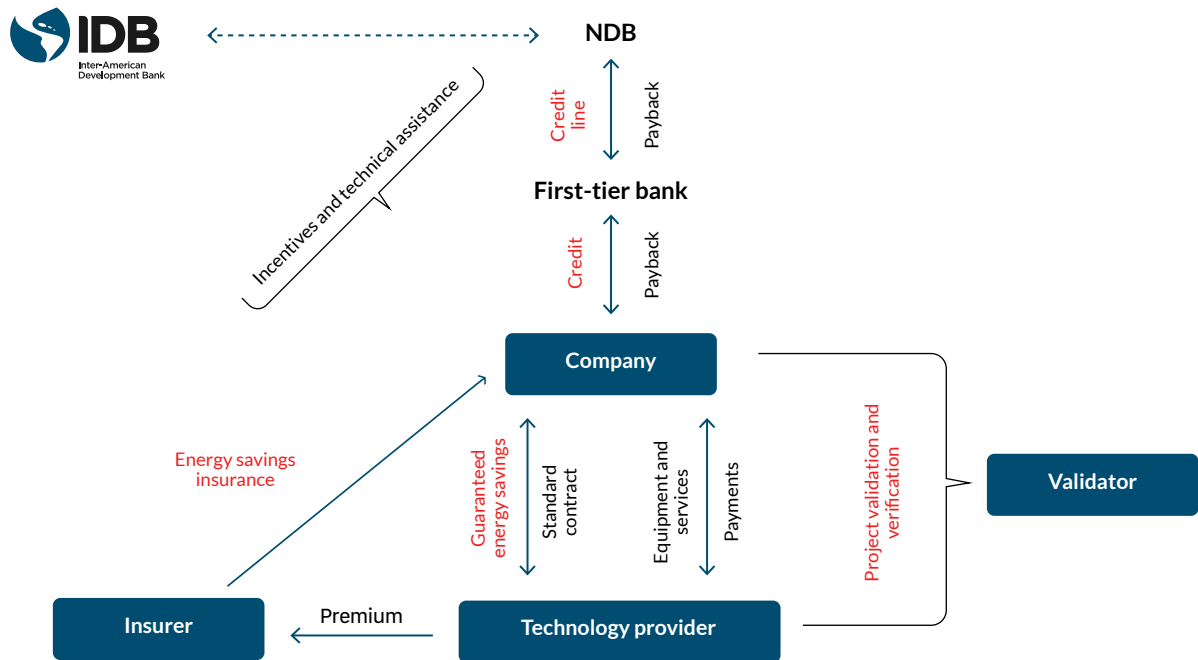 IDB
Inter-American
Development Bank
NDB
Incentives and technical assistance
Credit
line
Payback
First-tier bank
Credit
Payback
Company
Energy savings
insurance
Guaranteed
energy savings
Standard
contract
Equipment and
services
Payments
Project validation and
verification
Validator
Insurer
Premium
Technology provider